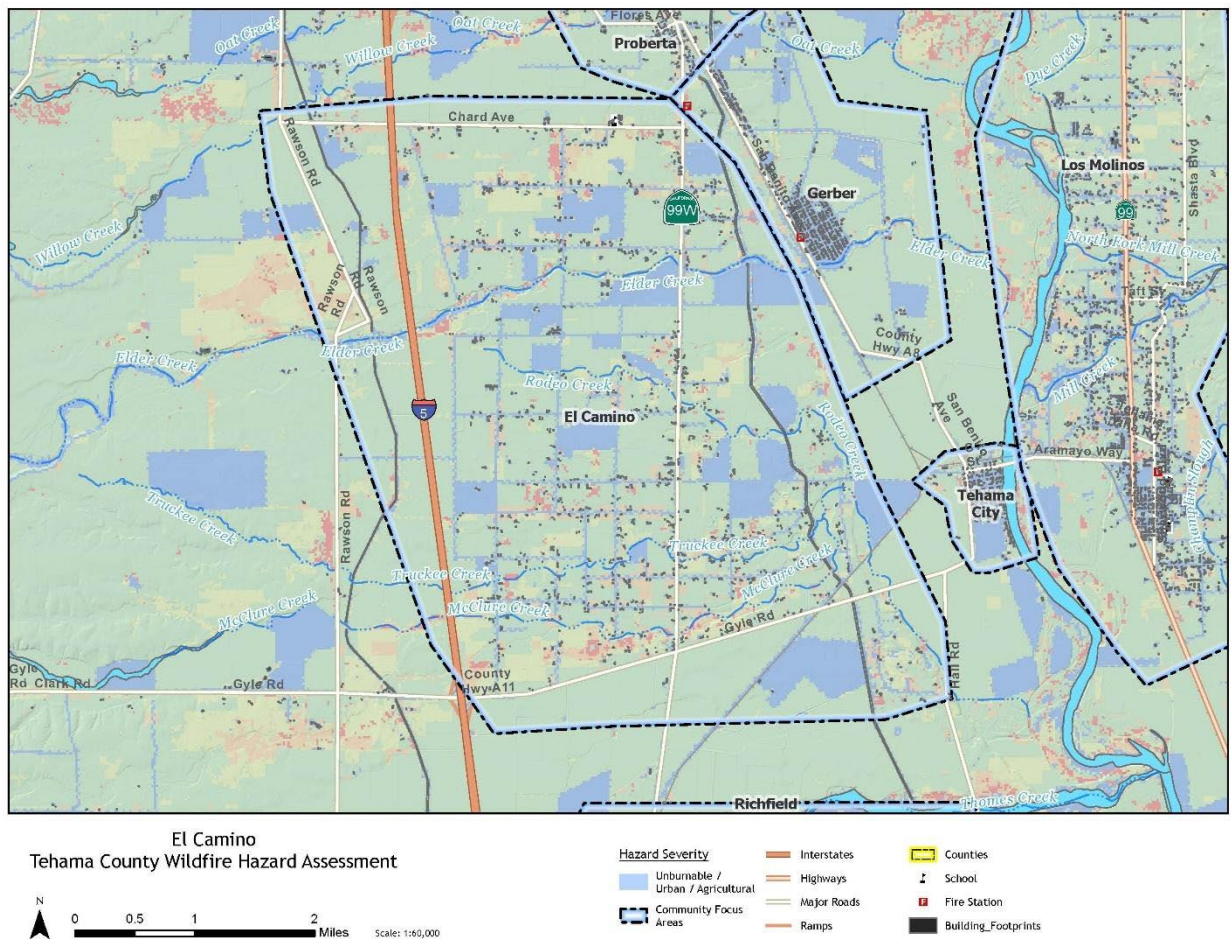 Flores Ave
Proberta
Oat Creek
Willow Creek
Oat Creek
Dye Creek
Chard Ave
Rawson Rd
San Benito
Los Molinos
Shasta Blvd
Gerber
99W
99
Willow Creek
North Fork Mill Creek
Elder Creek
Elder Creek
Taft St
Rawson
Rd
Rawson
Rd
Elder Creek
County
Hwy A8
Elder Creek
Rodeo Creek
Mill Creek
5
El Camino
San Benito
Ave
Rodeo Creek
Aramayo Way
Tehama
City
Champlin Slough
Truckee Creek
Rawson Rd
Truckee Creek
Truckee Creek
McClure Creek
McClure Creek
McClure Creek
Gyle Rd
Gyle
Rd
Clark Rd
Gyle Rd
County
Hwy A11
Hall Rd
Richfield
Thomes Creek
El Camino
Tehama County Wildfire Hazard Assessment
N
0 0.5 1 2
Miles
Scale: 1:60,000
Hazard Severity
Unburnable /
Urban / Agricultural
Community Focus
Areas
Interstates
Highways
Major Roads
Ramps
Counties
School
F Fire Station
Building_Footprints